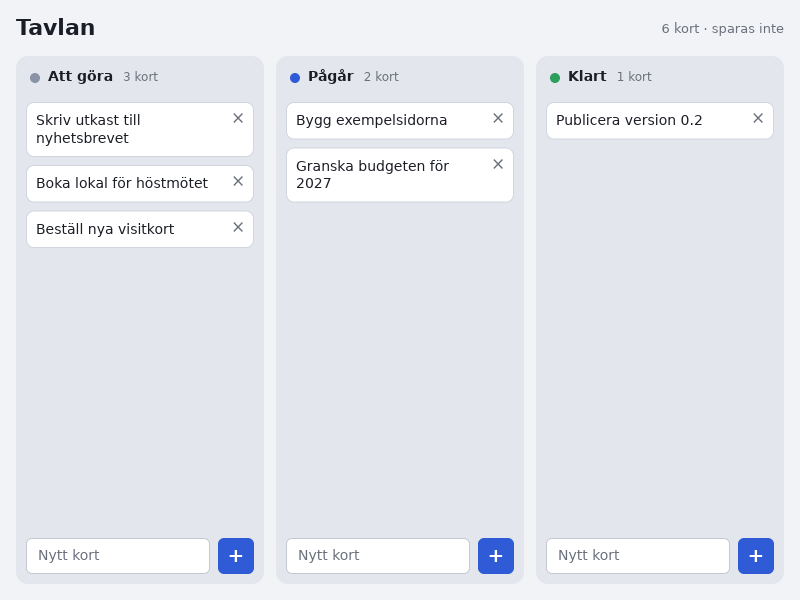 Tavlan
6 kort · sparas inte
Att göra 3 kort
Skriv utkast till
nyhetsbrevet
×
Boka lokal för höstmötet ×
Beställ nya visitkort ×
Nytt kort +
Pågår 2 kort
Bygg exempelsidorna ×
Granska budgeten för
2027
×
Nytt kort +
Klart 1 kort
Publicera version 0.2 ×
Nytt kort +